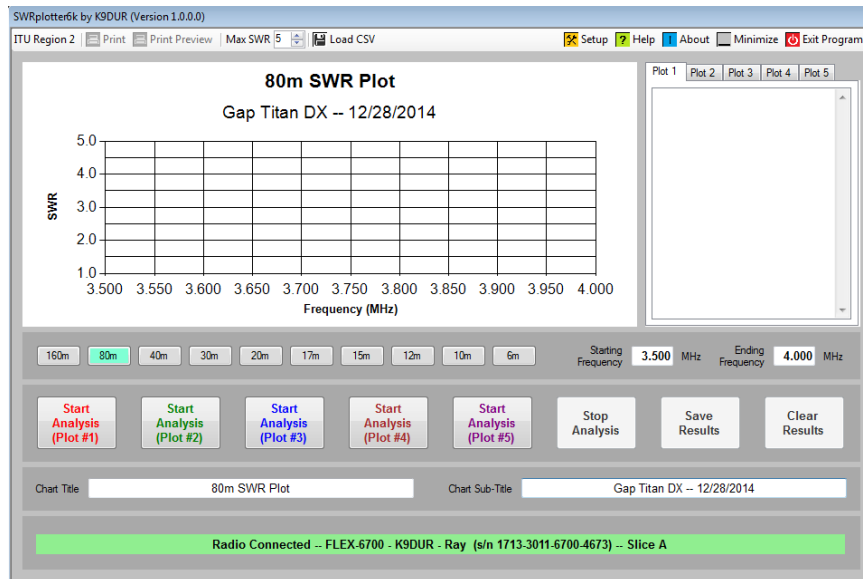 SWRplotter6k by K9DUR (Version 1.0.0.0)
ITU Region 2 Print Print Preview Max SWR 5 Load CSV Setup Help About Minimize Exit Program
80m SWR Plot
Gap Titan DX -- 12/28/2014
SWR
5.0
4.0
3.0
2.0
1.0
3.500 3.550 3.600 3.650 3.700 3.750 3.800 3.850 3.900 3.950 4.000
Frequency (MHz)
Plot 1 Plot 2 Plot 3 Plot 4 Plot 5
160m 80m 40m 30m 20m 17m 15m 12m 10m 6m
Starting Frequency 3.500 MHz Ending Frequency 4.000 MHz
Start Analysis (Plot #1)
Start Analysis (Plot #2)
Start Analysis (Plot #3)
Start Analysis (Plot #4)
Start Analysis (Plot #5)
Stop Analysis
Save Results
Clear Results
Chart Title 80m SWR Plot Chart Sub-Title Gap Titan DX -- 12/28/2014
Radio Connected -- FLEX-6700 - K9DUR - Ray (s/n 1713-3011-6700-4673) -- Slice A